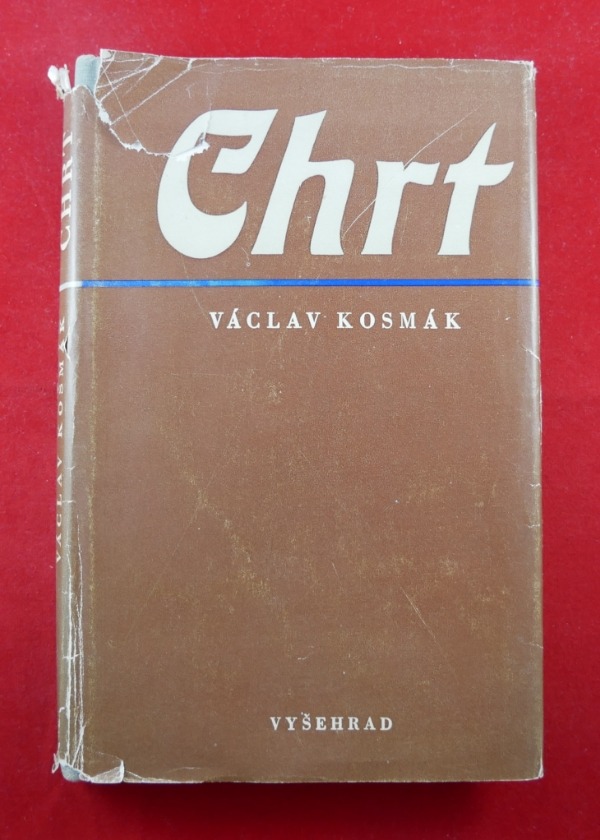 Chrt
VÁCLAV KOSMÁK
VYŠEHRAD
CHRT
VÁCLAV KOSMÁK